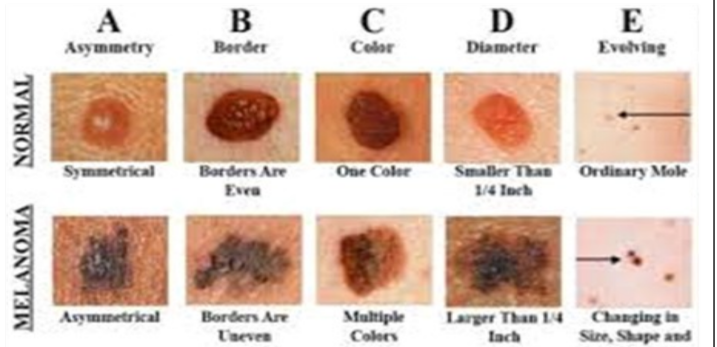 A B C D E
Asymmetry Border Color Diameter Evolving
NORMAL
Symmetrical Borders Are Even One Color Smaller Than 1/4 Inch Ordinary Mole
MELANOMA
Asymmetrical Borders Are Uneven Multiple Colors Larger Than 1/4 Inch Changing in Size, Shape and